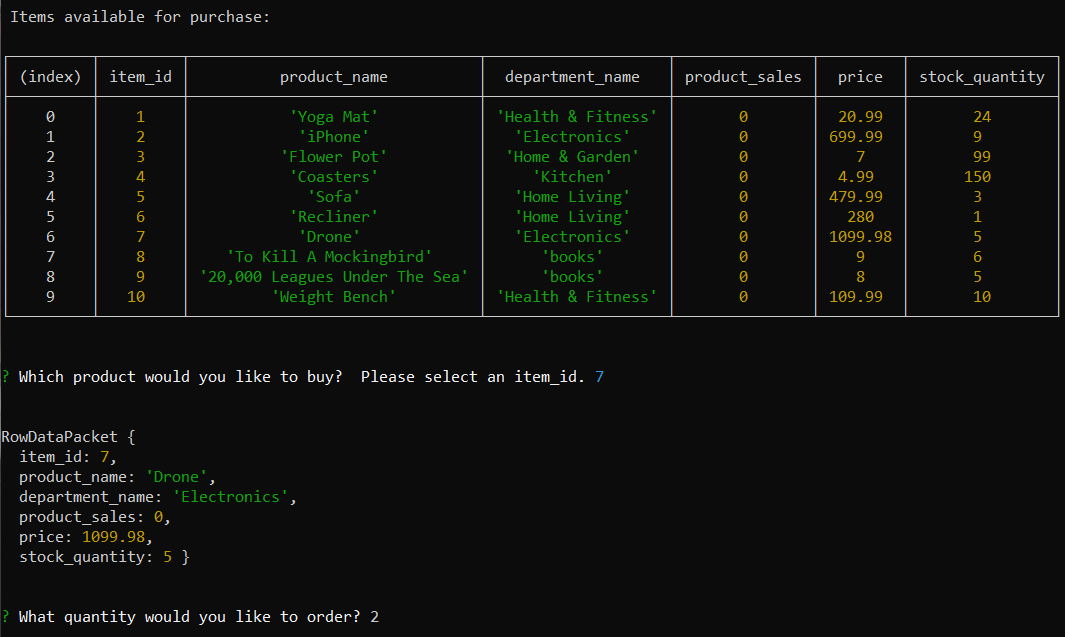 Items available for purchase:
(index) item_id product_name department_name product_sales price stock_quantity
0 1 'Yoga Mat' 'Health & Fitness' 0 20.99 24
1 2 'iPhone' 'Electronics' 0 699.99 9
2 3 'Flower Pot' 'Home & Garden' 0 7 99
3 4 'Coasters' 'Kitchen' 0 4.99 150
4 5 'Sofa' 'Home Living' 0 479.99 3
5 6 'Recliner' 'Home Living' 0 280 1
6 7 'Drone' 'Electronics' 0 1099.98 5
7 8 'To Kill A Mockingbird' 'books' 0 9 6
8 9 '20,000 Leagues Under The Sea' 'books' 0 8 5
9 10 'Weight Bench' 'Health & Fitness' 0 109.99 10
? Which product would you like to buy?  Please select an item_id. 7
RowDataPacket {
  item_id: 7,
  product_name: 'Drone',
  department_name: 'Electronics',
  product_sales: 0,
  price: 1099.98,
  stock_quantity: 5 }
? What quantity would you like to order? 2